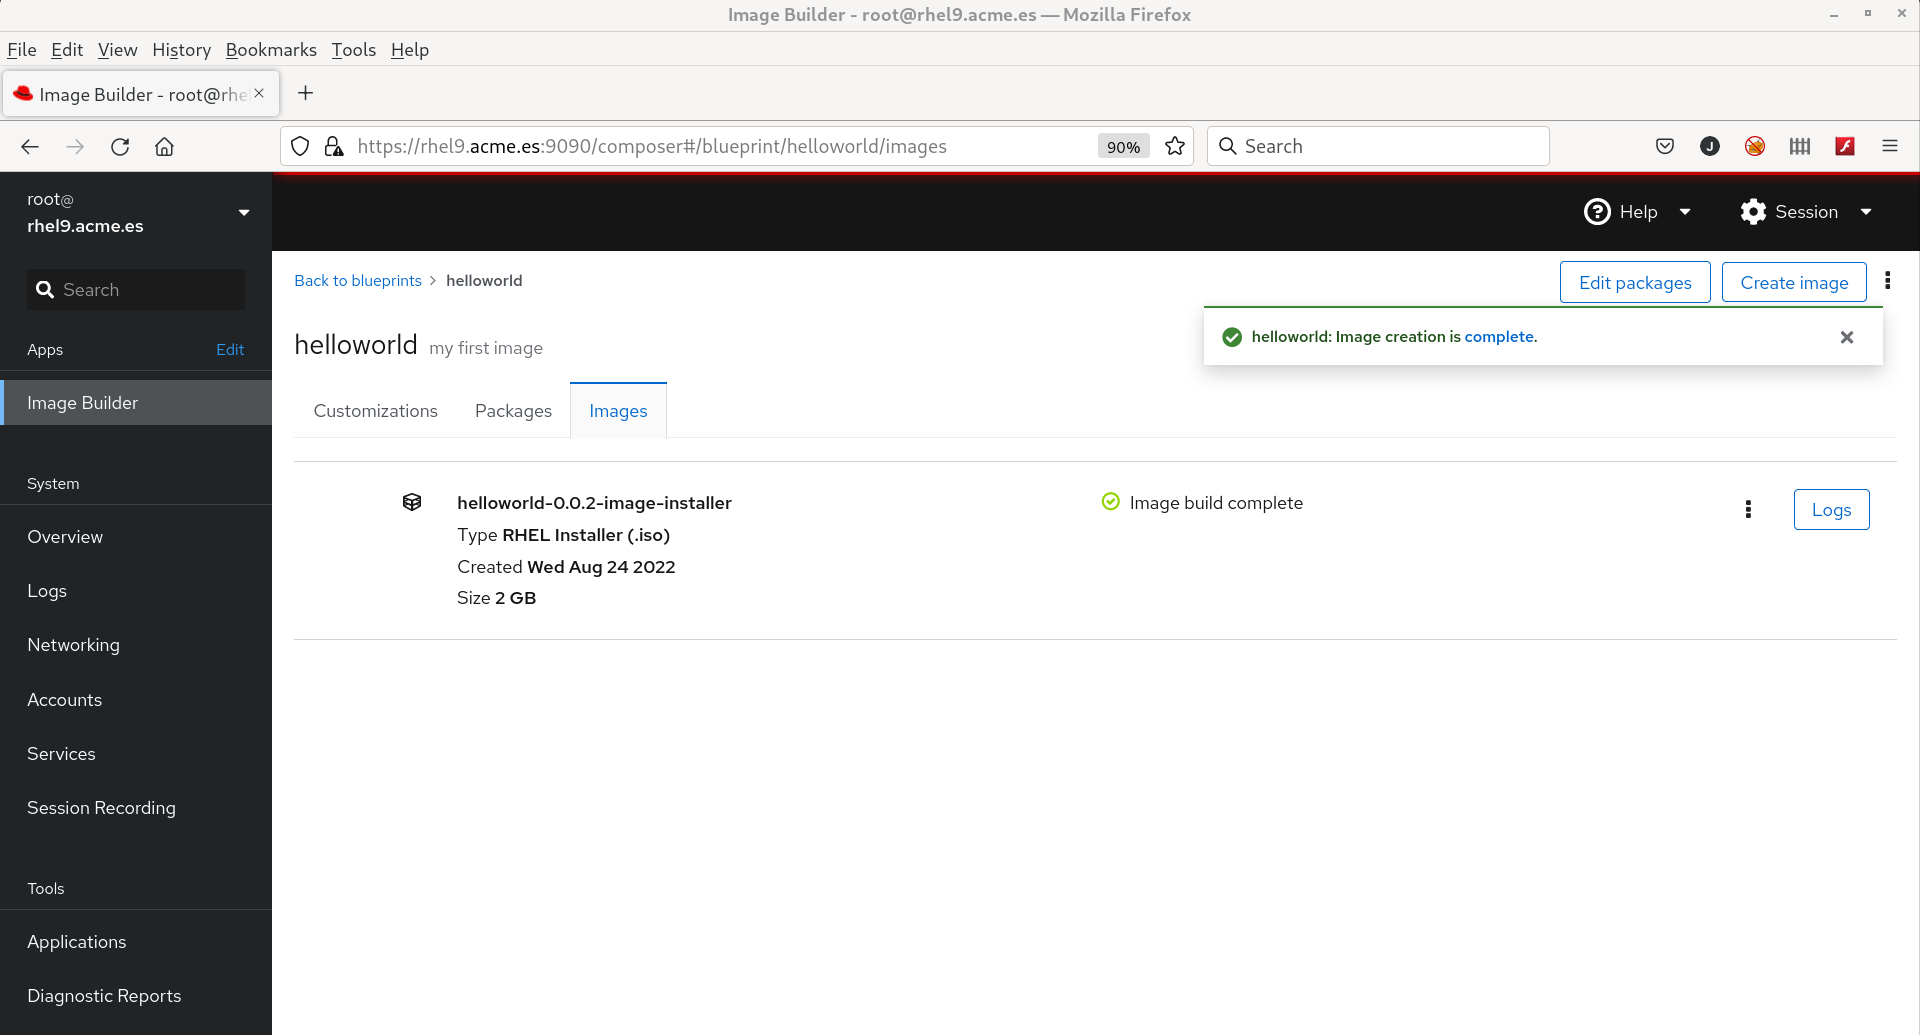 Image Builder - root@rhel9.acme.es — Mozilla Firefox
File Edit View History Bookmarks Tools Help
Image Builder - root@rhe
https://rhel9.acme.es:9090/composer#/blueprint/helloworld/images 90% Search J
root@
rhel9.acme.es
Help Session
Search
Apps Edit
Image Builder
System
Overview
Logs
Networking
Accounts
Services
Session Recording
Tools
Applications
Diagnostic Reports
Back to blueprints > helloworld
Edit packages Create image
helloworld: Image creation is complete.
helloworld my first image
Customizations Packages Images
helloworld-0.0.2-image-installer Image build complete Logs
Type RHEL Installer (.iso)
Created Wed Aug 24 2022
Size 2 GB